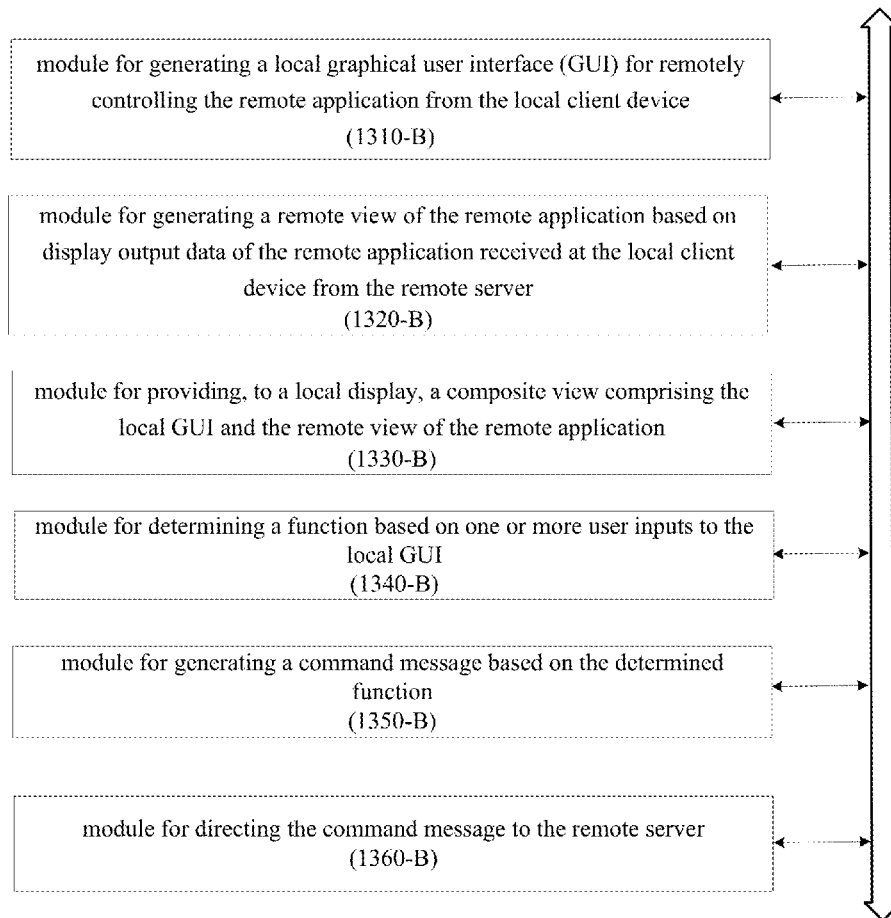 module for generating a local graphical user interface (GUI) for remotely
controlling the remote application from the local client device
(1310-B)
module for generating a remote view of the remote application based on
display output data of the remote application received at the local client
device from the remote server
(1320-B)
module for providing, to a local display, a composite view comprising the
local GUI and the remote view of the remote application
(1330-B)
module for determining a function based on one or more user inputs to the
local GUI
(1340-B)
module for generating a command message based on the determined
function
(1350-B)
module for directing the command message to the remote server
(1360-B)